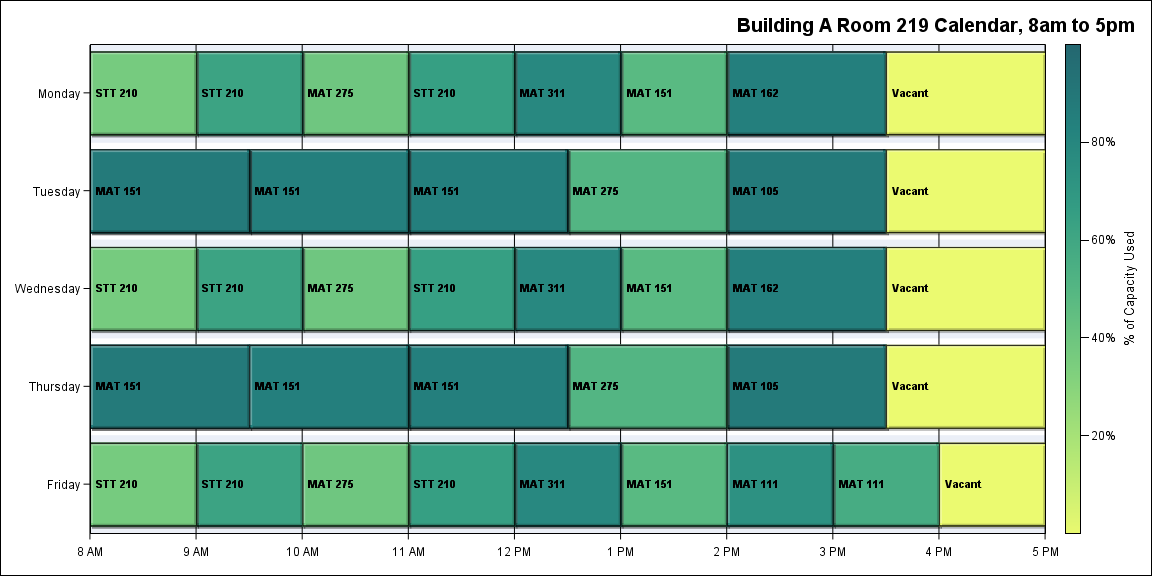 Building A Room 219 Calendar, 8am to 5pm
Monday STT 210 STT 210 MAT 275 STT 210 MAT 311 MAT 151 MAT 162 Vacant
80%
Tuesday MAT 151 MAT 151 MAT 151 MAT 275 MAT 105 Vacant
60%
% of Capacity Used
Wednesday STT 210 STT 210 MAT 275 STT 210 MAT 311 MAT 151 MAT 162 Vacant
40%
Thursday MAT 151 MAT 151 MAT 151 MAT 275 MAT 105 Vacant
20%
Friday STT 210 STT 210 MAT 275 STT 210 MAT 311 MAT 151 MAT 111 MAT 111 Vacant
8 AM 9 AM 10 AM 11 AM 12 PM 1 PM 2 PM 3 PM 4 PM 5 PM